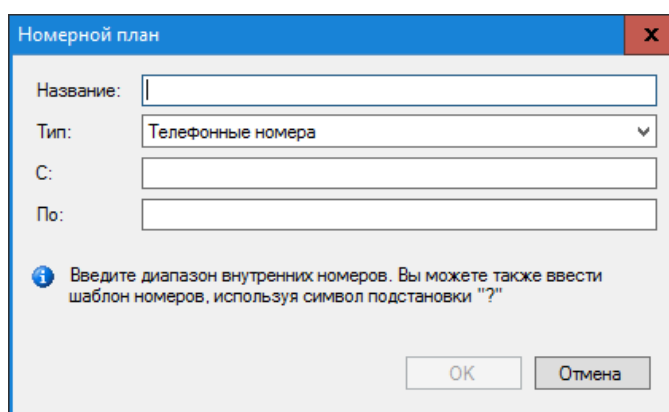 Номерной план
x
Название:
Тип: Телефонные номера
С:
По:
Введите диапазон внутренних номеров. Вы можете также ввести
шаблон номеров, используя символ подстановки "?"
OK Отмена